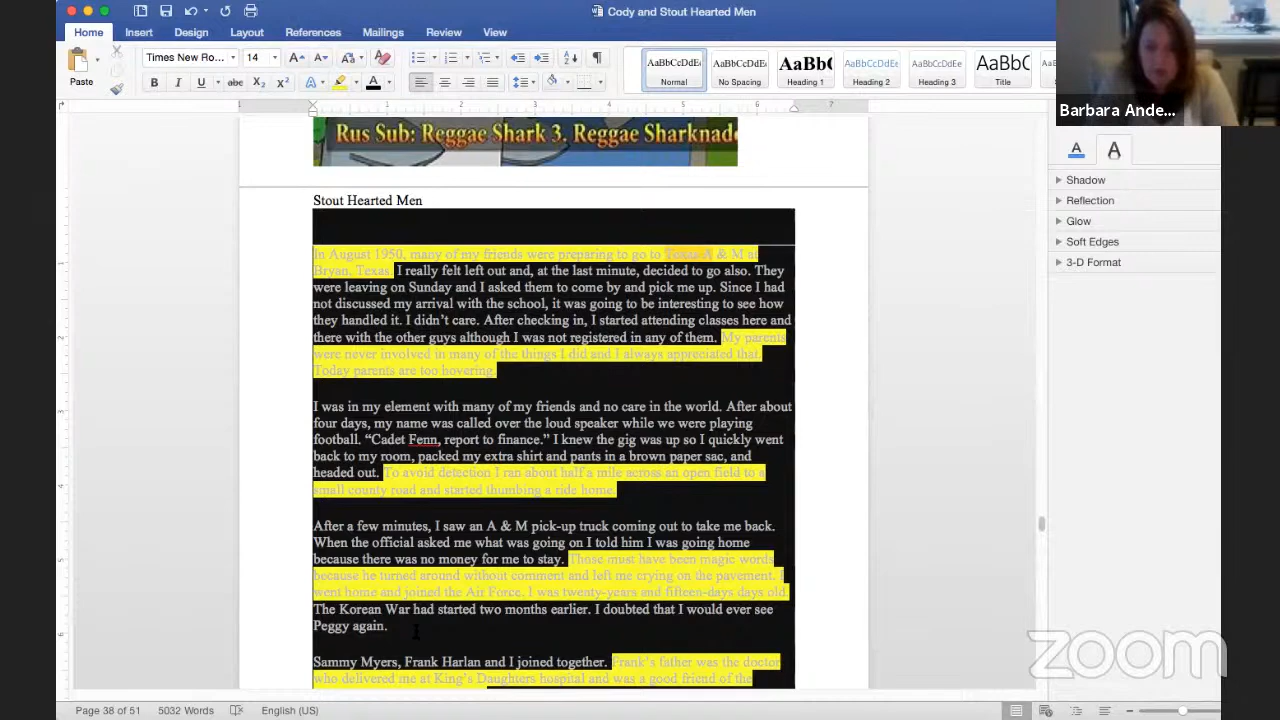 Cody and Stout Hearted Men
Home Insert Design Layout References Mailings Review View
Paste
Times New Ro... 14
AaBbCcDdEe AaBbCcDdEe AaBbC AaBbCcDdEe AaBbCcDdEe AaBbC
Normal No Spacing Heading 1 Heading 2 Heading 3 Title
Barbara Ande...
1 1 2 3 4 5 6 7
Shadow
Reflection
Glow
Soft Edges
3-D Format
Rus Sub: Reggae Shark 3. Reggae Sharknad
Stout Hearted Men
In August 1950, many of my friends were preparing to go to Texas A & M at
Bryan, Texas. I really felt left out and, at the last minute, decided to go also. They
were leaving on Sunday and I asked them to come by and pick me up. Since I had
not discussed my arrival with the school, it was going to be interesting to see how
they handled it. I didn't care. After checking in, I started attending classes here and
there with the other guys although I was not registered in any of them. My parents
were never involved in many of the things I did and I always appreciated that.
Today parents are too hovering.
I was in my element with many of my friends and no care in the world. After about
four days, my name was called over the loud speaker while we were playing
football. “Cadet Fenn, report to finance.” I knew the gig was up so I quickly went
back to my room, packed my extra shirt and pants in a brown paper sac, and
headed out. To avoid detection I ran about half a mile across an open field to a
small county road and started thumbing a ride home.
After a few minutes, I saw an A & M pick-up truck coming out to take me back.
When the official asked me what was going on I told him I was going home
because there was no money for me to stay. Those must have been magic words
because he turned around without comment and left me crying on the pavement. I
went home and joined the Air Force. I was twenty-years and fifteen-days days old.
The Korean War had started two months earlier. I doubted that I would ever see
Peggy again.
Sammy Myers, Frank Harlan and I joined together. Frank's father was the doctor
who delivered me at King's Daughters hospital and was a good friend of the
zoom
Page 38 of 51 5032 Words English (US)